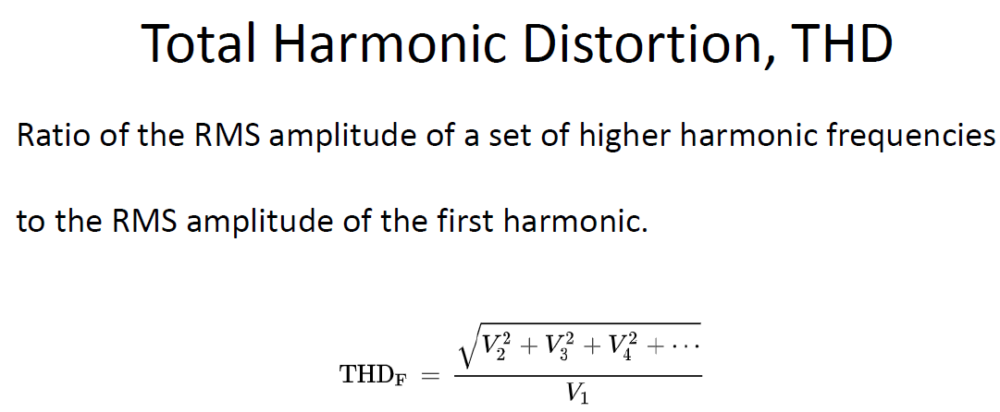 Total Harmonic Distortion, THD
Ratio of the RMS amplitude of a set of higher harmonic frequencies
to the RMS amplitude of the first harmonic.
THD_F = \frac{\sqrt{V_2^2 + V_3^2 + V_4^2 + \cdots}}{V_1}